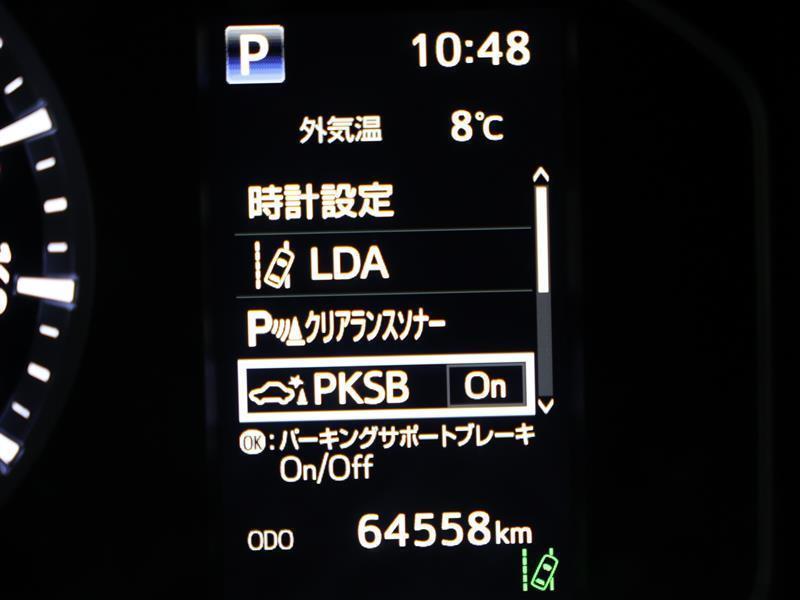 P 10:48
外気温 8℃
時計設定
LDA
Pクリアランスソナー
PKSB On
OK:パーキングサポートブレーキ
On/Off
ODO 64558km